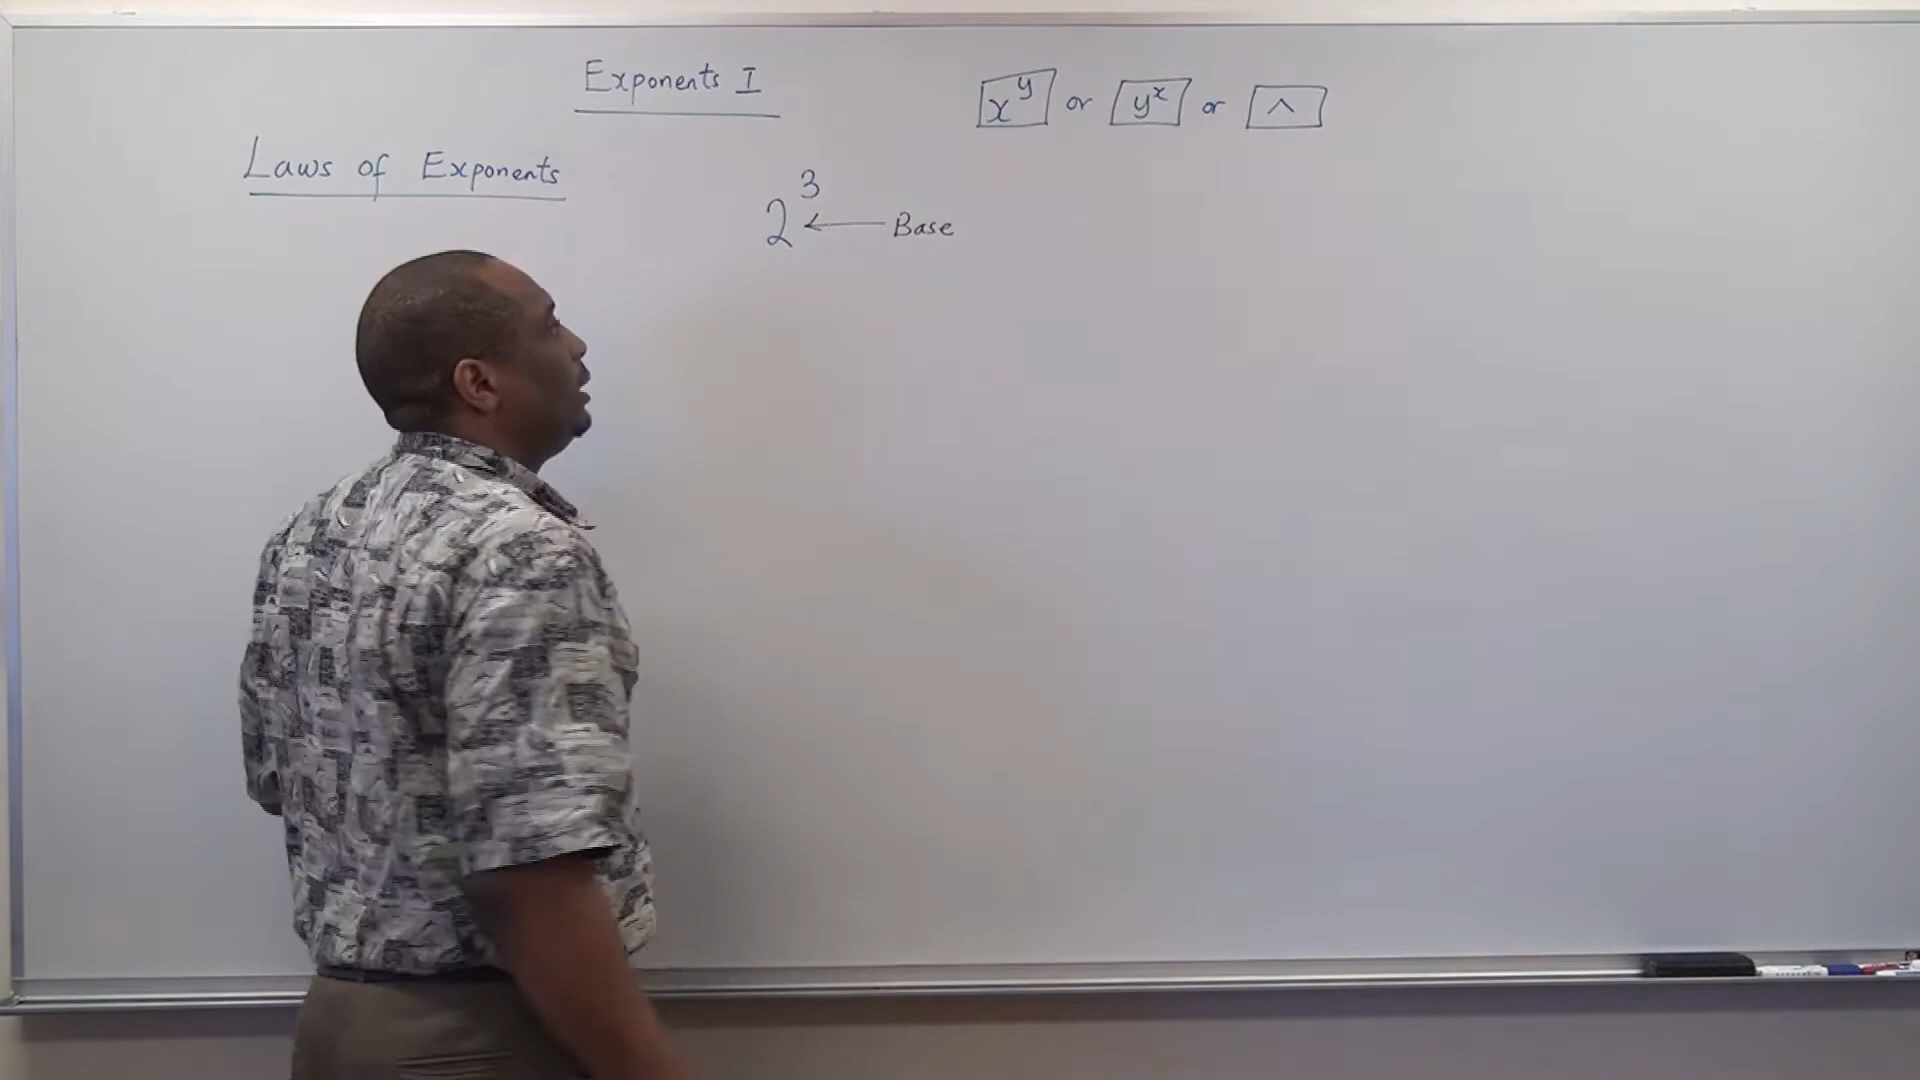 Exponents I
x^y or y^x or ^
Laws of Exponents
2^3 ← Base